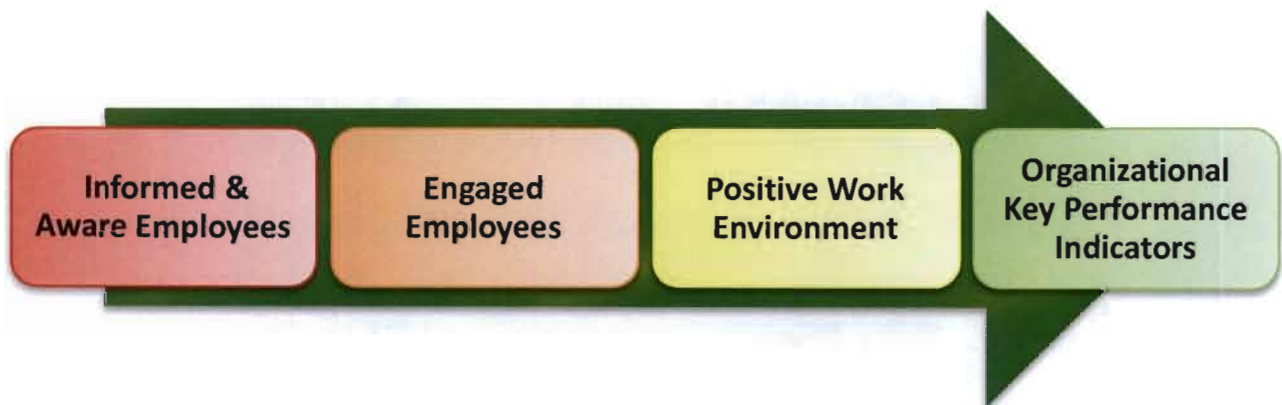 Informed &
Aware Employees
Engaged
Employees
Positive Work
Environment
Organizational
Key Performance
Indicators